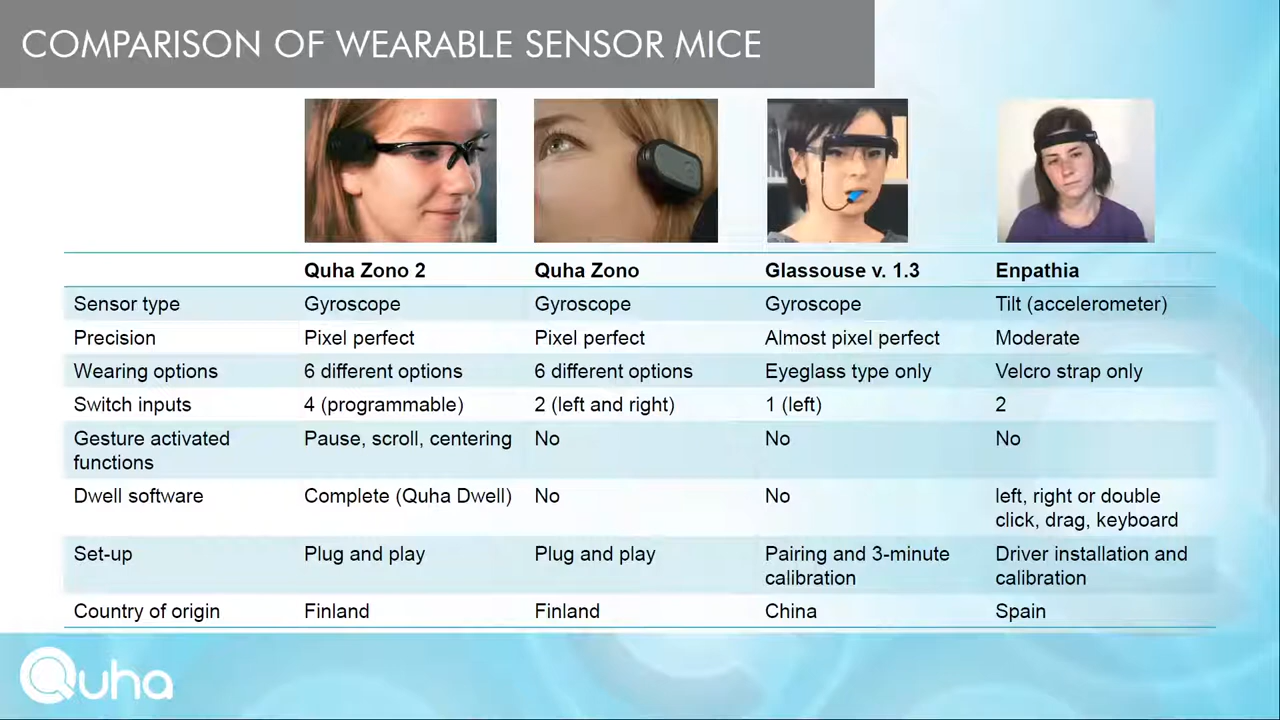 COMPARISON OF WEARABLE SENSOR MICE
Quha Zono 2 Quha Zono Glassouse v. 1.3 Enpathia
Sensor type Gyroscope Gyroscope Gyroscope Tilt (accelerometer)
Precision Pixel perfect Pixel perfect Almost pixel perfect Moderate
Wearing options 6 different options 6 different options Eyeglass type only Velcro strap only
Switch inputs 4 (programmable) 2 (left and right) 1 (left) 2
Gesture activated Pause, scroll, centering No No No
functions
Dwell software Complete (Quha Dwell) No No left, right or double
click, drag, keyboard
Set-up Plug and play Plug and play Pairing and 3-minute Driver installation and
calibration calibration
Country of origin Finland Finland China Spain
Quha